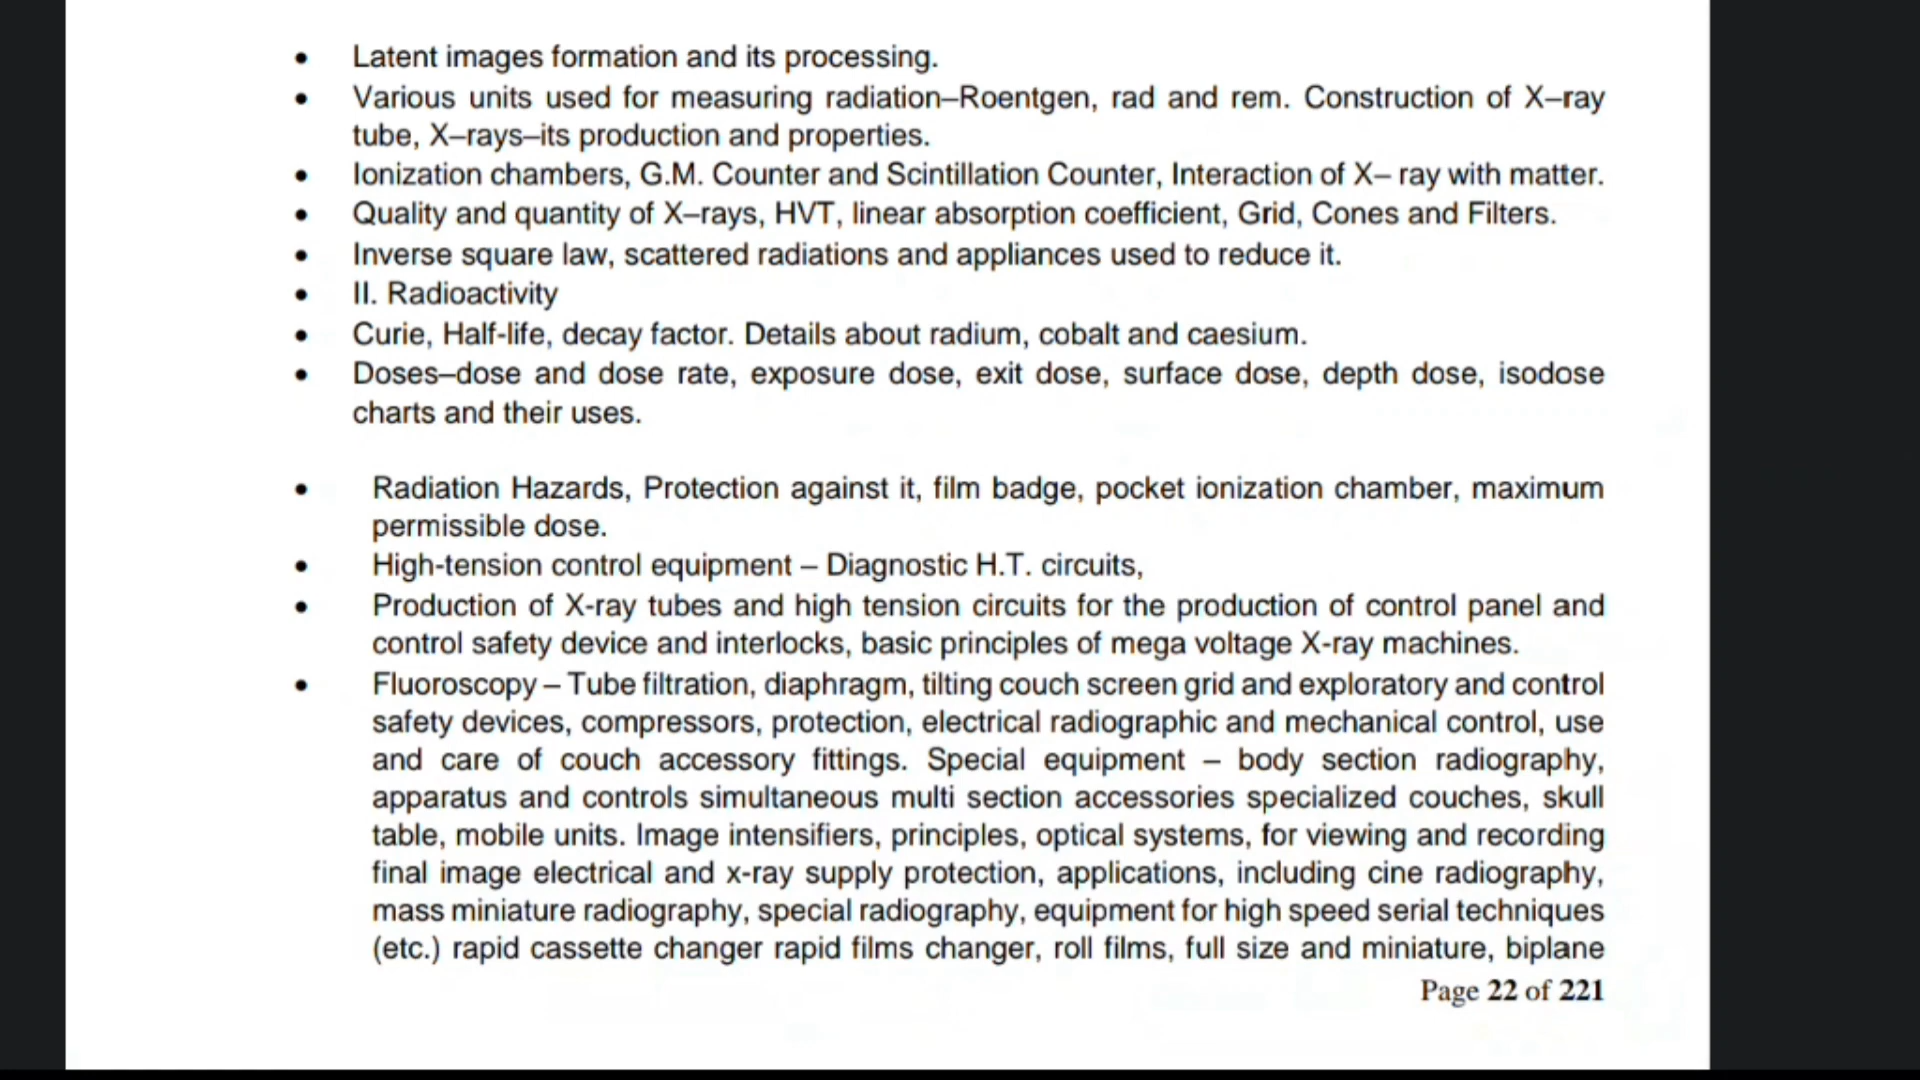 • Latent images formation and its processing.
• Various units used for measuring radiation–Roentgen, rad and rem. Construction of X–ray
tube, X–rays–its production and properties.
• Ionization chambers, G.M. Counter and Scintillation Counter, Interaction of X– ray with matter.
• Quality and quantity of X–rays, HVT, linear absorption coefficient, Grid, Cones and Filters.
• Inverse square law, scattered radiations and appliances used to reduce it.
• II. Radioactivity
• Curie, Half-life, decay factor. Details about radium, cobalt and caesium.
• Doses–dose and dose rate, exposure dose, exit dose, surface dose, depth dose, isodose
charts and their uses.
• Radiation Hazards, Protection against it, film badge, pocket ionization chamber, maximum
permissible dose.
• High-tension control equipment – Diagnostic H.T. circuits,
• Production of X-ray tubes and high tension circuits for the production of control panel and
control safety device and interlocks, basic principles of mega voltage X-ray machines.
• Fluoroscopy – Tube filtration, diaphragm, tilting couch screen grid and exploratory and control
safety devices, compressors, protection, electrical radiographic and mechanical control, use
and care of couch accessory fittings. Special equipment – body section radiography,
apparatus and controls simultaneous multi section accessories specialized couches, skull
table, mobile units. Image intensifiers, principles, optical systems, for viewing and recording
final image electrical and x-ray supply protection, applications, including cine radiography,
mass miniature radiography, special radiography, equipment for high speed serial techniques
(etc.) rapid cassette changer rapid films changer, roll films, full size and miniature, biplane
Page 22 of 221